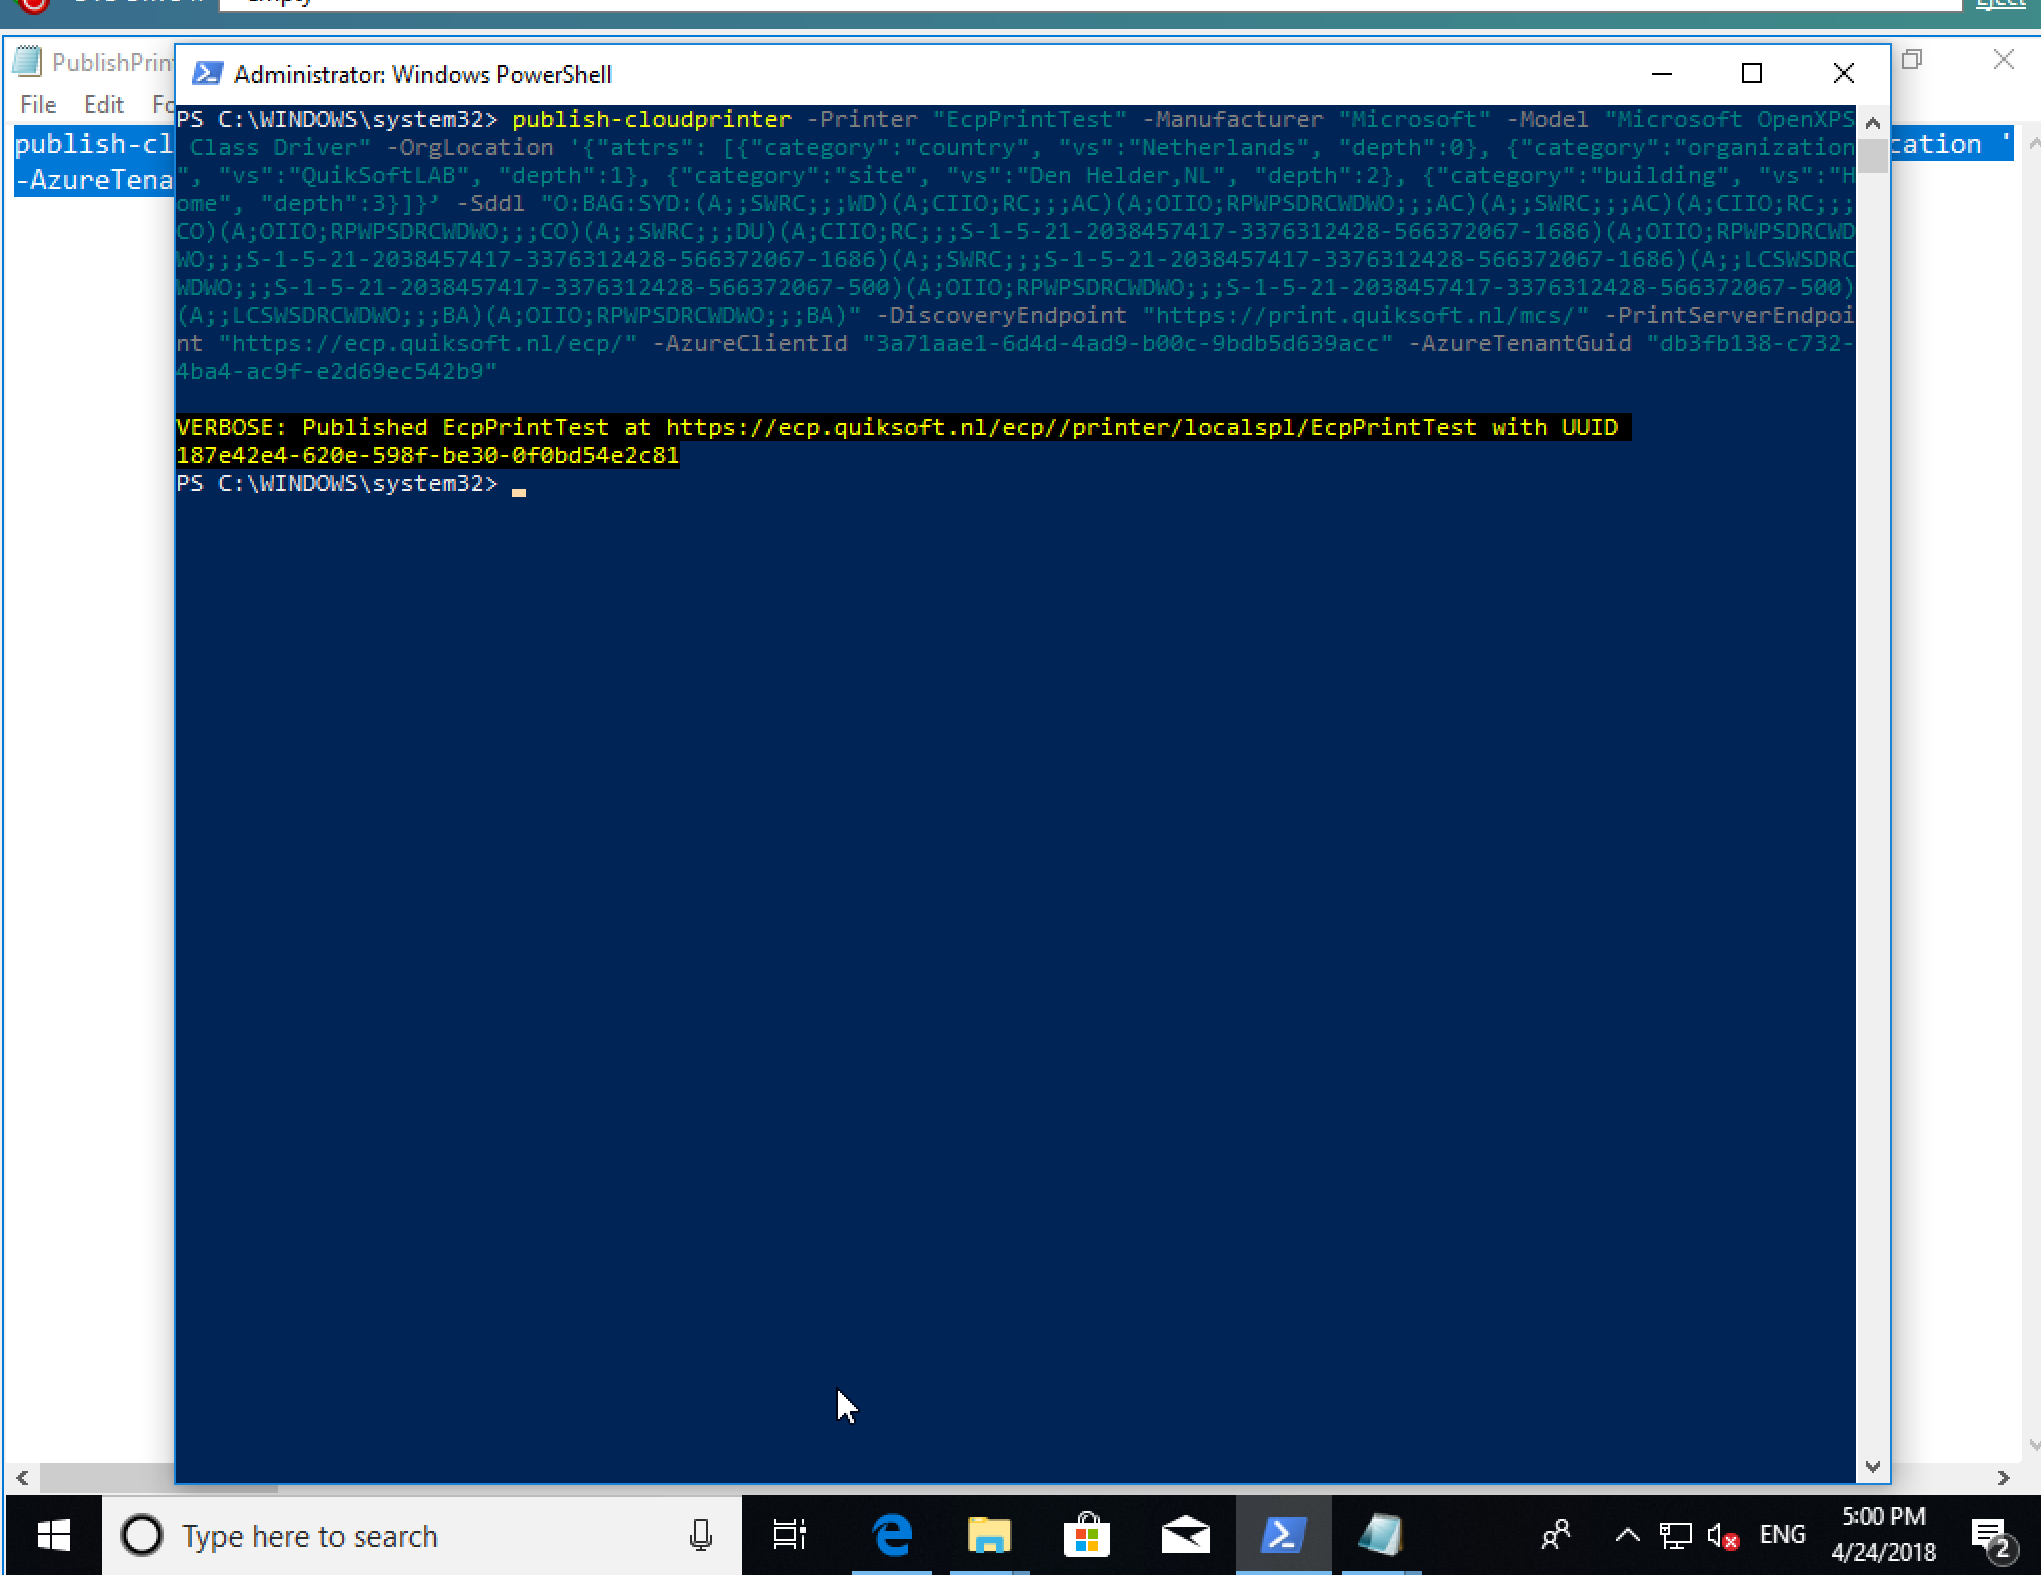 Eject
PublishPrin
Administrator: Windows PowerShell
File Edit Fo
publish-cl
-AzureTena
cation '
PS C:\WINDOWS\system32> publish-cloudprinter -Printer "EcpPrintTest" -Manufacturer "Microsoft" -Model "Microsoft OpenXPS
Class Driver" -OrgLocation '{"attrs": [{"category":"country", "vs":"Netherlands", "depth":0}, {"category":"organization
", "vs":"QuikSoftLAB", "depth":1}, {"category":"site", "vs":"Den Helder,NL", "depth":2}, {"category":"building", "vs":"H
ome", "depth":3}]}’ -Sddl "O:BAG:SYD:(A;;SWRC;;;WD)(A;CIIO;RC;;;AC)(A;OIIO;RPWPSDRCWDWO;;;AC)(A;;SWRC;;;AC)(A;CIIO;RC;;;
CO)(A;OIIO;RPWPSDRCWDWO;;;CO)(A;;SWRC;;;DU)(A;CIIO;RC;;;S-1-5-21-2038457417-3376312428-566372067-1686)(A;OIIO;RPWPSDRCWD
WO;;;S-1-5-21-2038457417-3376312428-566372067-1686)(A;;SWRC;;;S-1-5-21-2038457417-3376312428-566372067-1686)(A;;LCSWSDRC
WDWO;;;S-1-5-21-2038457417-3376312428-566372067-500)(A;OIIO;RPWPSDRCWDWO;;;S-1-5-21-2038457417-3376312428-566372067-500)
(A;;LCSWSDRCWDWO;;;BA)(A;OIIO;RPWPSDRCWDWO;;;BA)" -DiscoveryEndpoint "https://print.quiksoft.nl/mcs/" -PrintServerEndpoi
nt "https://ecp.quiksoft.nl/ecp/" -AzureClientId "3a71aae1-6d4d-4ad9-b00c-9bdb5d639acc" -AzureTenantGuid "db3fb138-c732-
4ba4-ac9f-e2d69ec542b9"
VERBOSE: Published EcpPrintTest at https://ecp.quiksoft.nl/ecp//printer/localspl/EcpPrintTest with UUID
187e42e4-620e-598f-be30-0f0bd54e2c81
PS C:\WINDOWS\system32>
Type here to search
ENG
5:00 PM
4/24/2018
2